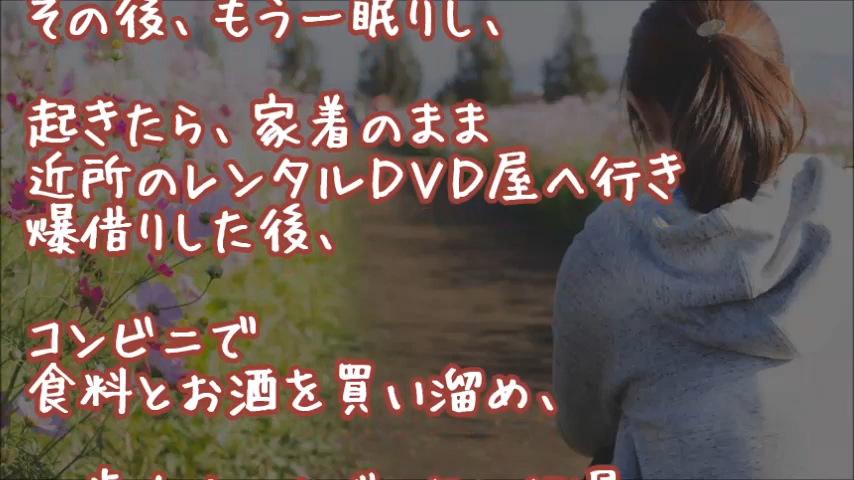 その後、もう一眠りし、
起きたら、家着のまま
近所のレンタルDVD屋へ行き
爆借りした後、
コンビニで
食料とお酒を買い溜め、